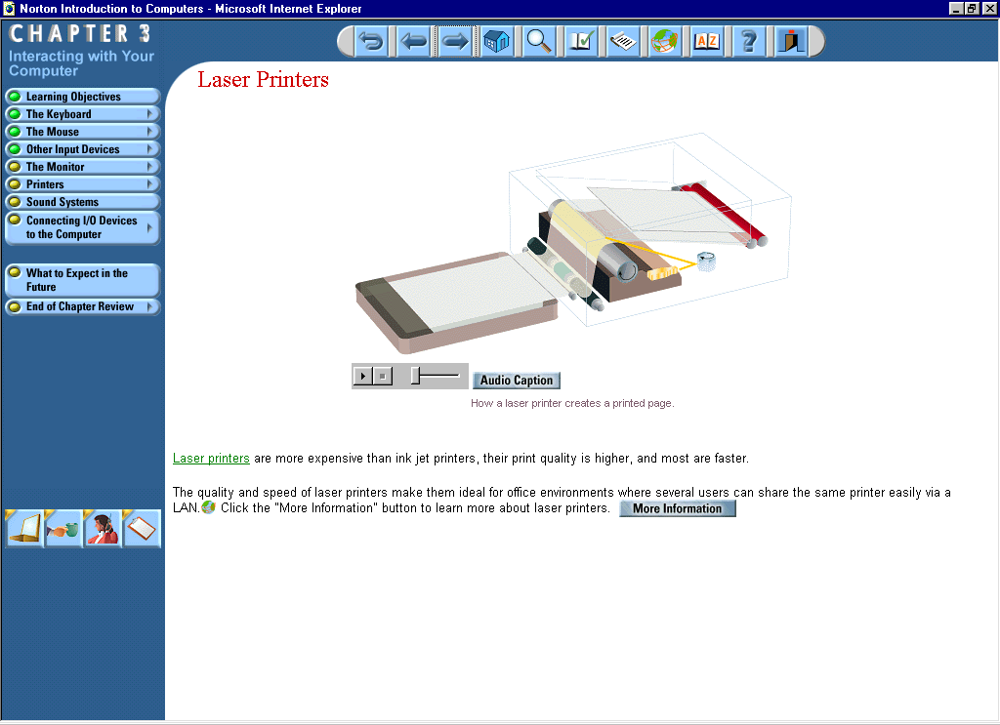 Norton Introduction to Computers - Microsoft Internet Explorer
CHAPTER 3
Interacting with Your
Computer
Learning Objectives
The Keyboard
The Mouse
Other Input Devices
The Monitor
Printers
Sound Systems
Connecting I/O Devices
to the Computer
What to Expect in the
Future
End of Chapter Review
A Z
?
Laser Printers
Audio Caption
How a laser printer creates a printed page.
Laser printers are more expensive than ink jet printers, their print quality is higher, and most are faster.
The quality and speed of laser printers make them ideal for office environments where several users can share the same printer easily via a
LAN. Click the "More Information" button to learn more about laser printers. More Information